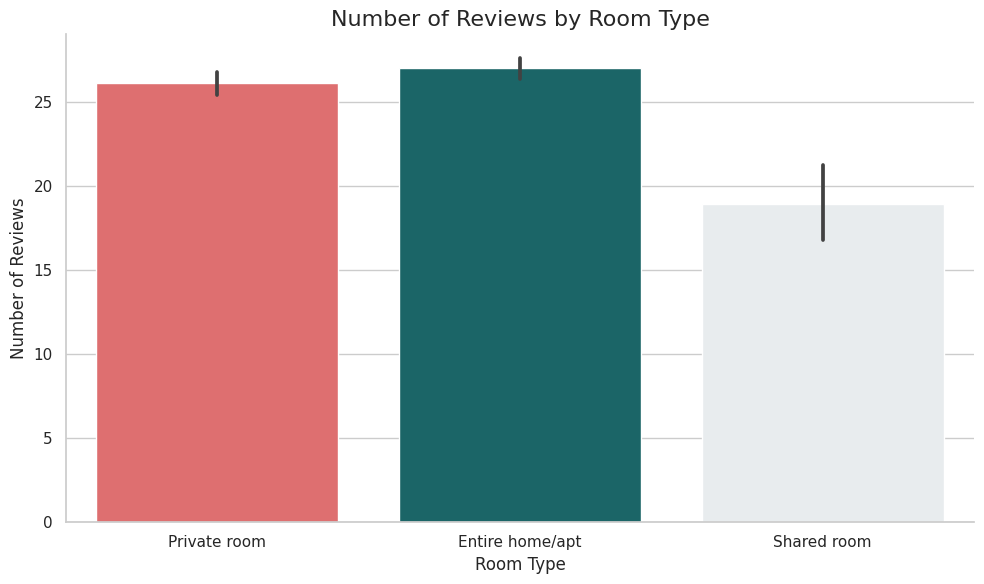 Number of Reviews by Room Type
Number of Reviews
25
20
15
10
5
0
Private room
Entire home/apt
Shared room
Room Type